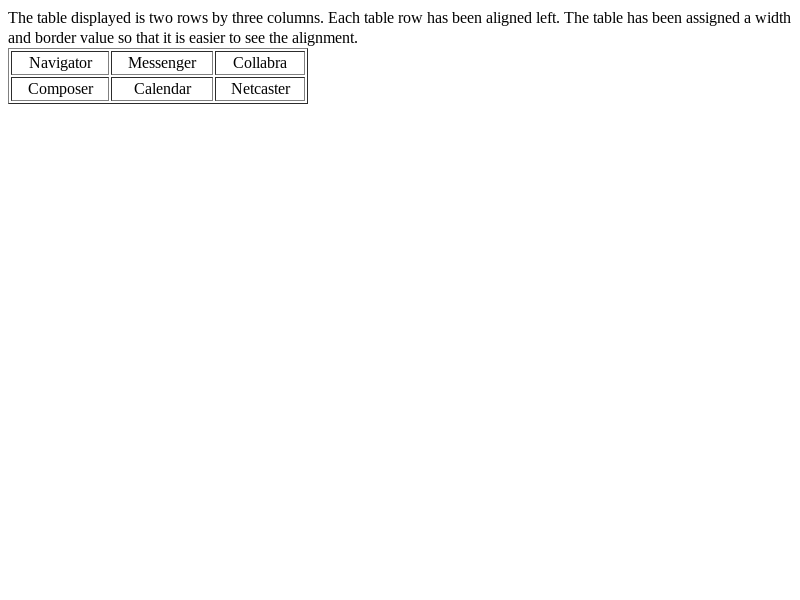 The table displayed is two rows by three columns. Each table row has been aligned left. The table has been assigned a width
and border value so that it is easier to see the alignment.
Navigator Messenger Collabra
Composer Calendar Netcaster